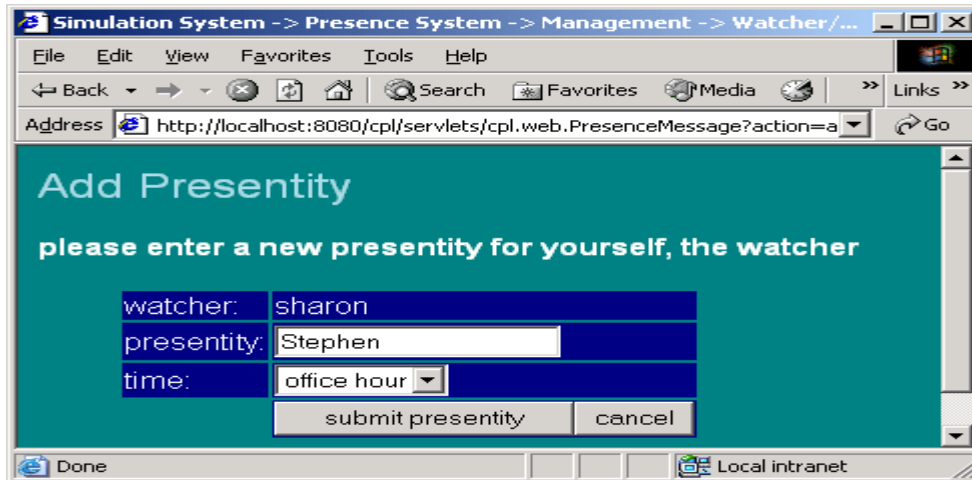 Simulation System -> Presence System -> Management -> Watcher/...
File Edit View Favorites Tools Help
Back Search Favorites Media » Links »
Address http://localhost:8080/cpl/servlets/cpl.web.PresenceMessage?action=a Go
Add Presentity
please enter a new presentity for yourself, the watcher
watcher: sharon
presentity: Stephen
time: office hour
submit presentity cancel
Done Local intranet